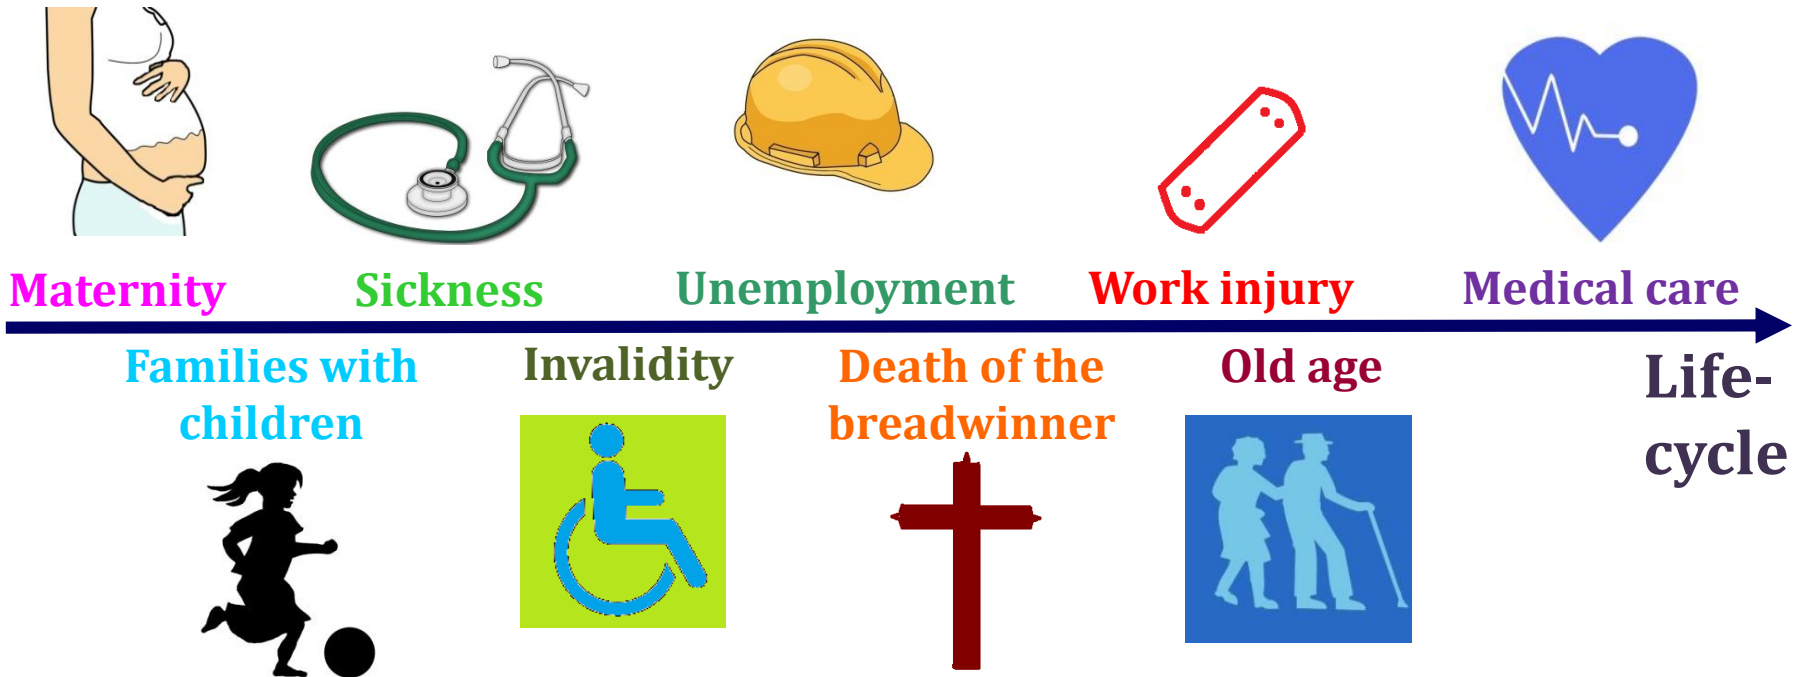 Maternity
Sickness
Unemployment
Work injury
Medical care
Families with
children
Invalidity
Death of the
breadwinner
Old age
Life-
cycle